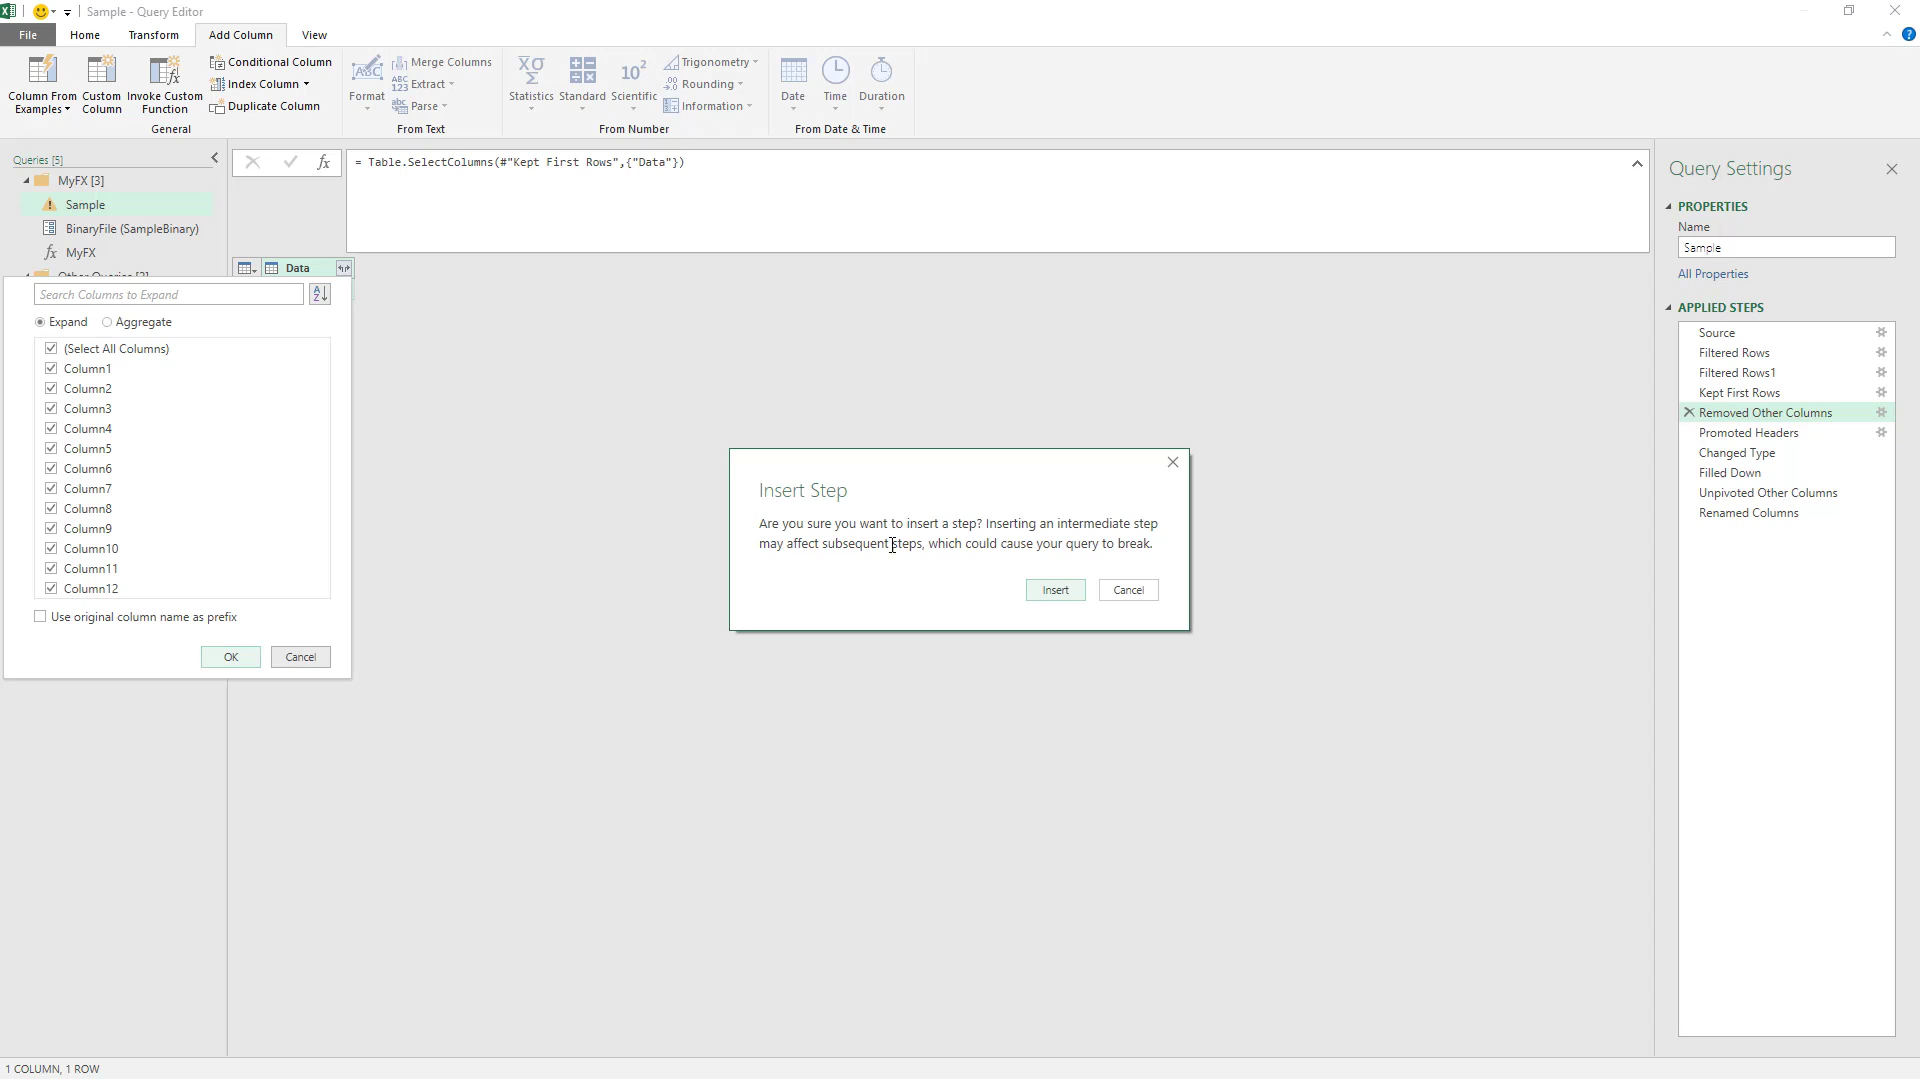 Sample - Query Editor
File
Home
Transform
Add Column
View
Column From
Examples
Custom
Column
Invoke Custom
Function
Conditional Column
Index Column
Duplicate Column
General
Format
Merge Columns
Extract
Parse
From Text
Statistics
Standard
Scientific
Trigonometry
Rounding
Information
From Number
Date
Time
Duration
From Date & Time
Queries [5]
MyFX [3]
Sample
BinaryFile (SampleBinary)
MyFX
= Table.SelectColumns(#"Kept First Rows",{"Data"})
Data
Search Columns to Expand
Expand
Aggregate
(Select All Columns)
Column1
Column2
Column3
Column4
Column5
Column6
Column7
Column8
Column9
Column10
Column11
Column12
Use original column name as prefix
OK
Cancel
Insert Step
Are you sure you want to insert a step? Inserting an intermediate step
may affect subsequent steps, which could cause your query to break.
Insert
Cancel
Query Settings
PROPERTIES
Name
Sample
All Properties
APPLIED STEPS
Source
Filtered Rows
Filtered Rows1
Kept First Rows
Removed Other Columns
Promoted Headers
Changed Type
Filled Down
Unpivoted Other Columns
Renamed Columns
1 COLUMN, 1 ROW